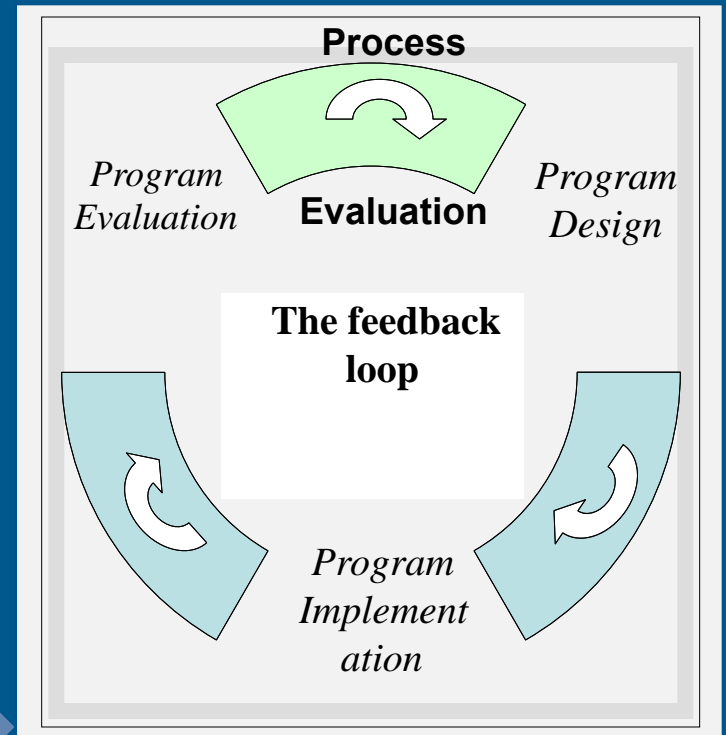 Process
Program
Evaluation
Evaluation
Program
Design
The feedback
loop
Program
Implement
ation